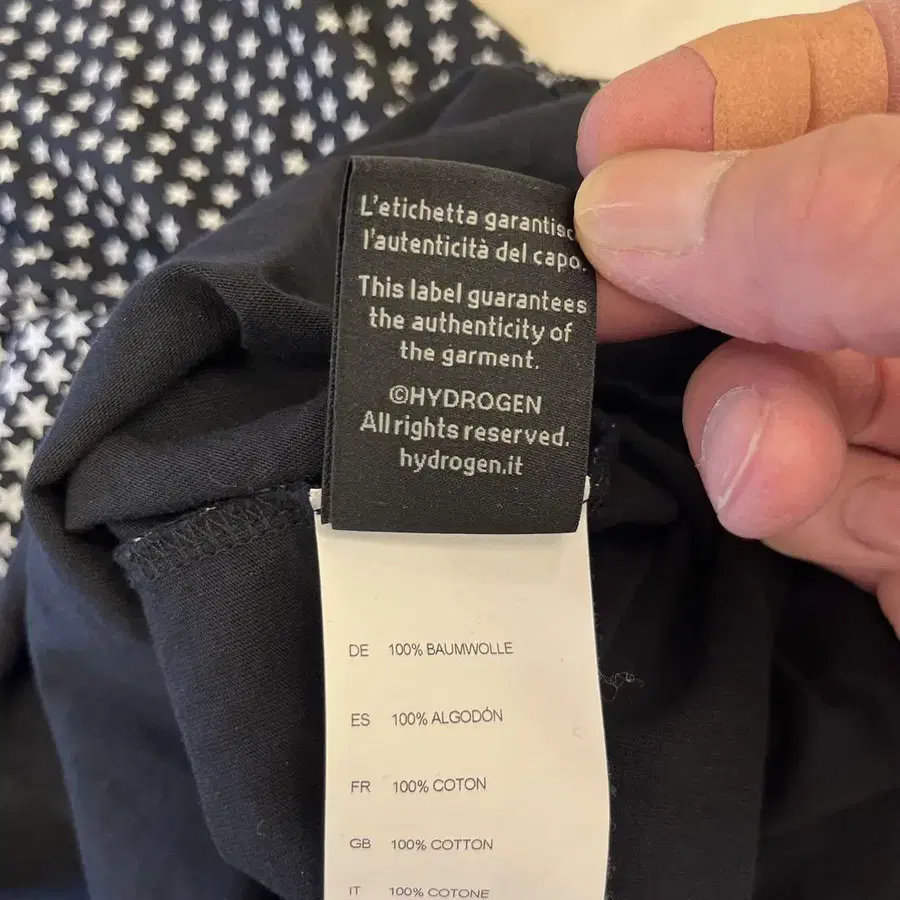 L'etichetta garantisc
l'autenticità del capo.
This label guarantees
the authenticity of
the garment.
©HYDROGEN
All rights reserved.
hydrogen.it
DE 100% BAUMWOLLE
ES 100% ALGODÓN
FR 100% COTON
GB 100% COTTON
IT 100% COTONE